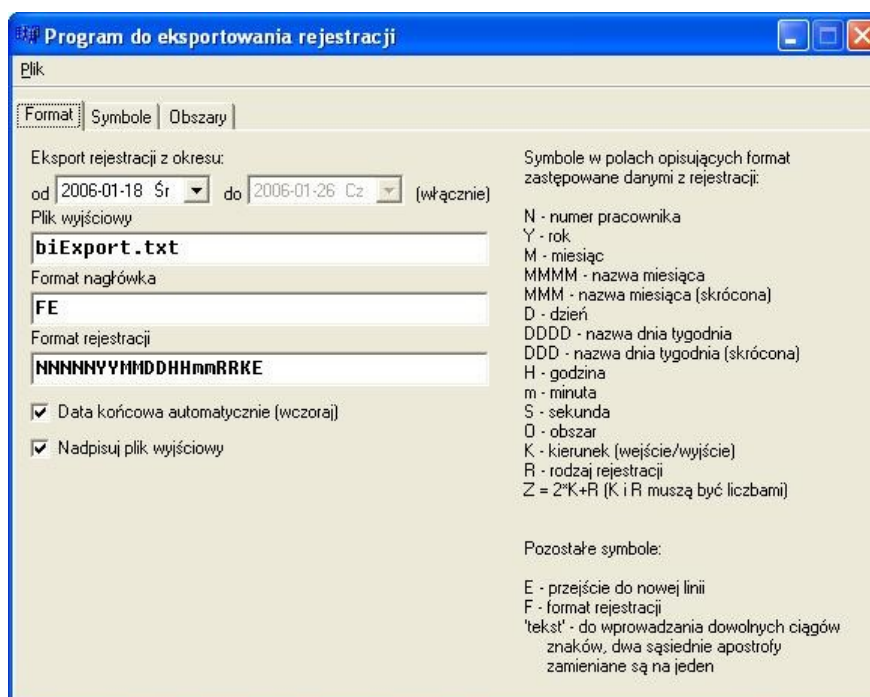 Program do eksportowania rejestracji
Plik
Format Symbole Obszary
Eksport rejestracji z okresu:
od 2006-01-18 Śr do 2006-01-26 Cz (włącznie)
Plik wyjściowy
biExport.txt
Format nagłówka
FE
Format rejestracji
NNNNNYYMMDDHHmmRRKE
Data końcowa automatycznie (wczoraj)
Nadpisuj plik wyjściowy
Symbole w polach opisujących format
zastępowane danymi z rejestracji:
N - numer pracownika
Y - rok
M - miesiąc
MMMM - nazwa miesiąca
MMM - nazwa miesiąca (skrócona)
D - dzień
DDDD - nazwa dnia tygodnia
DDD - nazwa dnia tygodnia (skrócona)
H - godzina
m - minuta
S - sekunda
O - obszar
K - kierunek (wejście/wyjście)
R - rodzaj rejestracji
Z = 2*K+R (K i R muszą być liczbami)
Pozostałe symbole:
E - przejście do nowej linii
F - format rejestracji
'tekst' - do wprowadzania dowolnych ciągów
znaków, dwa sąsiednie apostrofy
zamieniane są na jeden